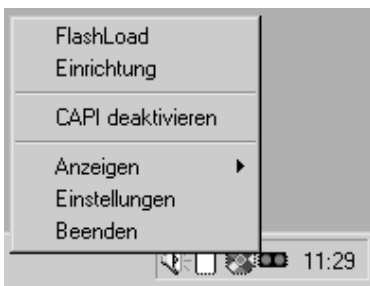 FlashLoad
Einrichtung
CAPI deaktivieren
Anzeigen
Einstellungen
Beenden
11:29